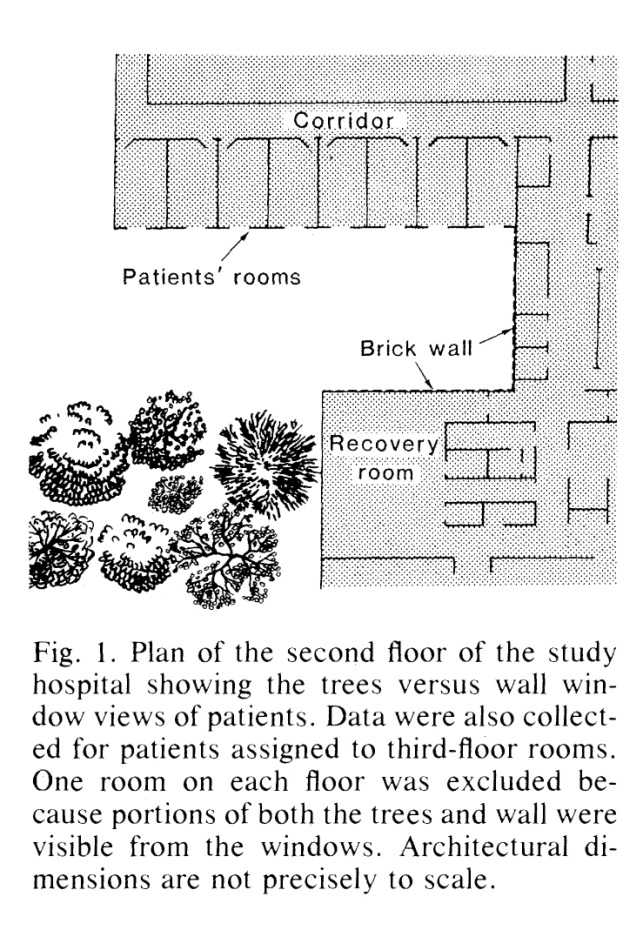 Corridor
Patients' rooms
Brick wall
Recovery
room
Fig. 1. Plan of the second floor of the study
hospital showing the trees versus wall win-
dow views of patients. Data were also collect-
ed for patients assigned to third-floor rooms.
One room on each floor was excluded be-
cause portions of both the trees and wall were
visible from the windows. Architectural di-
mensions are not precisely to scale.